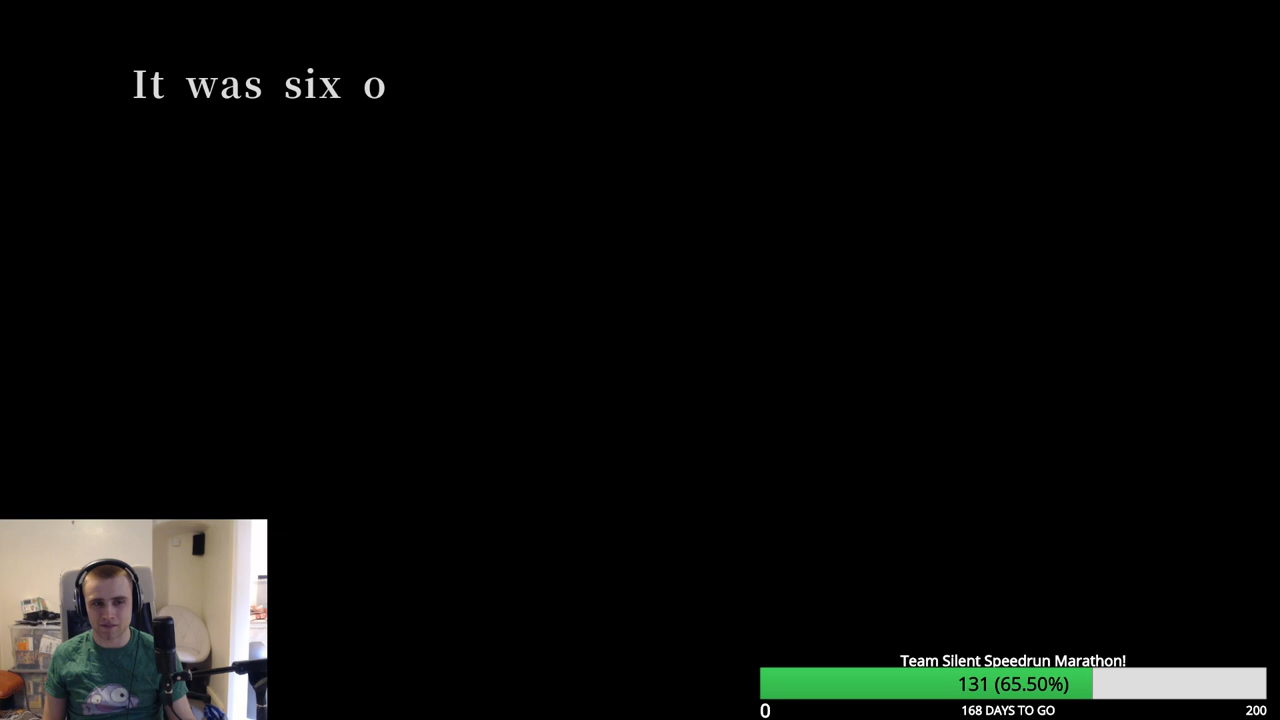 It was six o
Team Silent Speedrun Marathon!
131 (65.50%)
0
168 DAYS TO GO
200